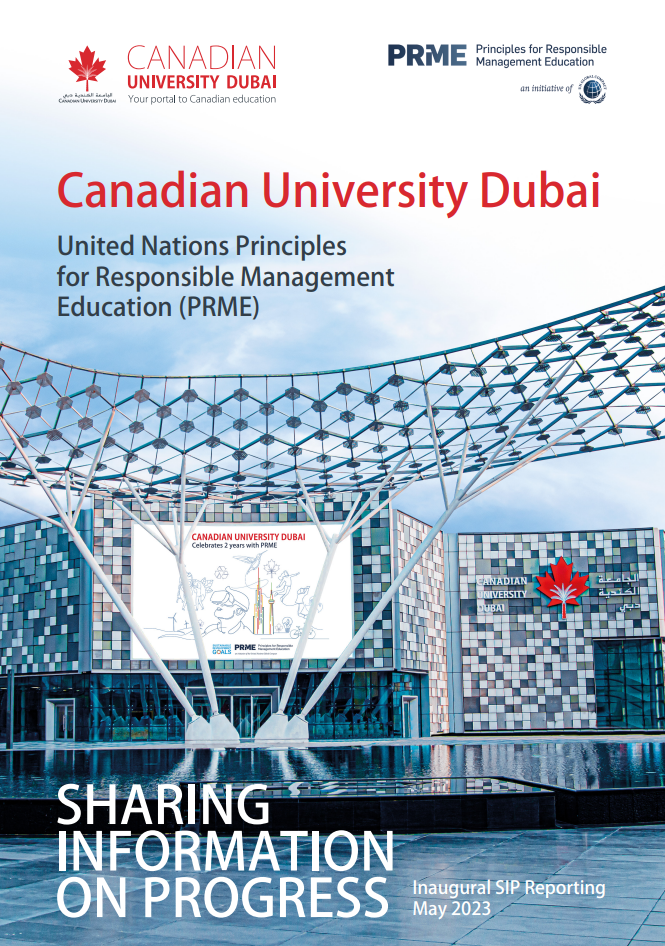 CANADIAN
UNIVERSITY DUBAI
Your portal to Canadian education
الجامعة الكندية دبي
CANADIAN UNIVERSITY DUBAI
PRME
Principles for Responsible
Management Education
an initiative of
Canadian University Dubai
United Nations Principles
for Responsible Management
Education (PRME)
CANADIAN UNIVERSITY DUBAI
Celebrates 2 years with PRME
GOALS
PRME
Principles for Responsible
Management Education
CANADIAN
UNIVERSITY
DUBAI
الجامعة
الكندية
دبي
SHARING
INFORMATION
ON PROGRESS
Inaugural SIP Reporting
May 2023